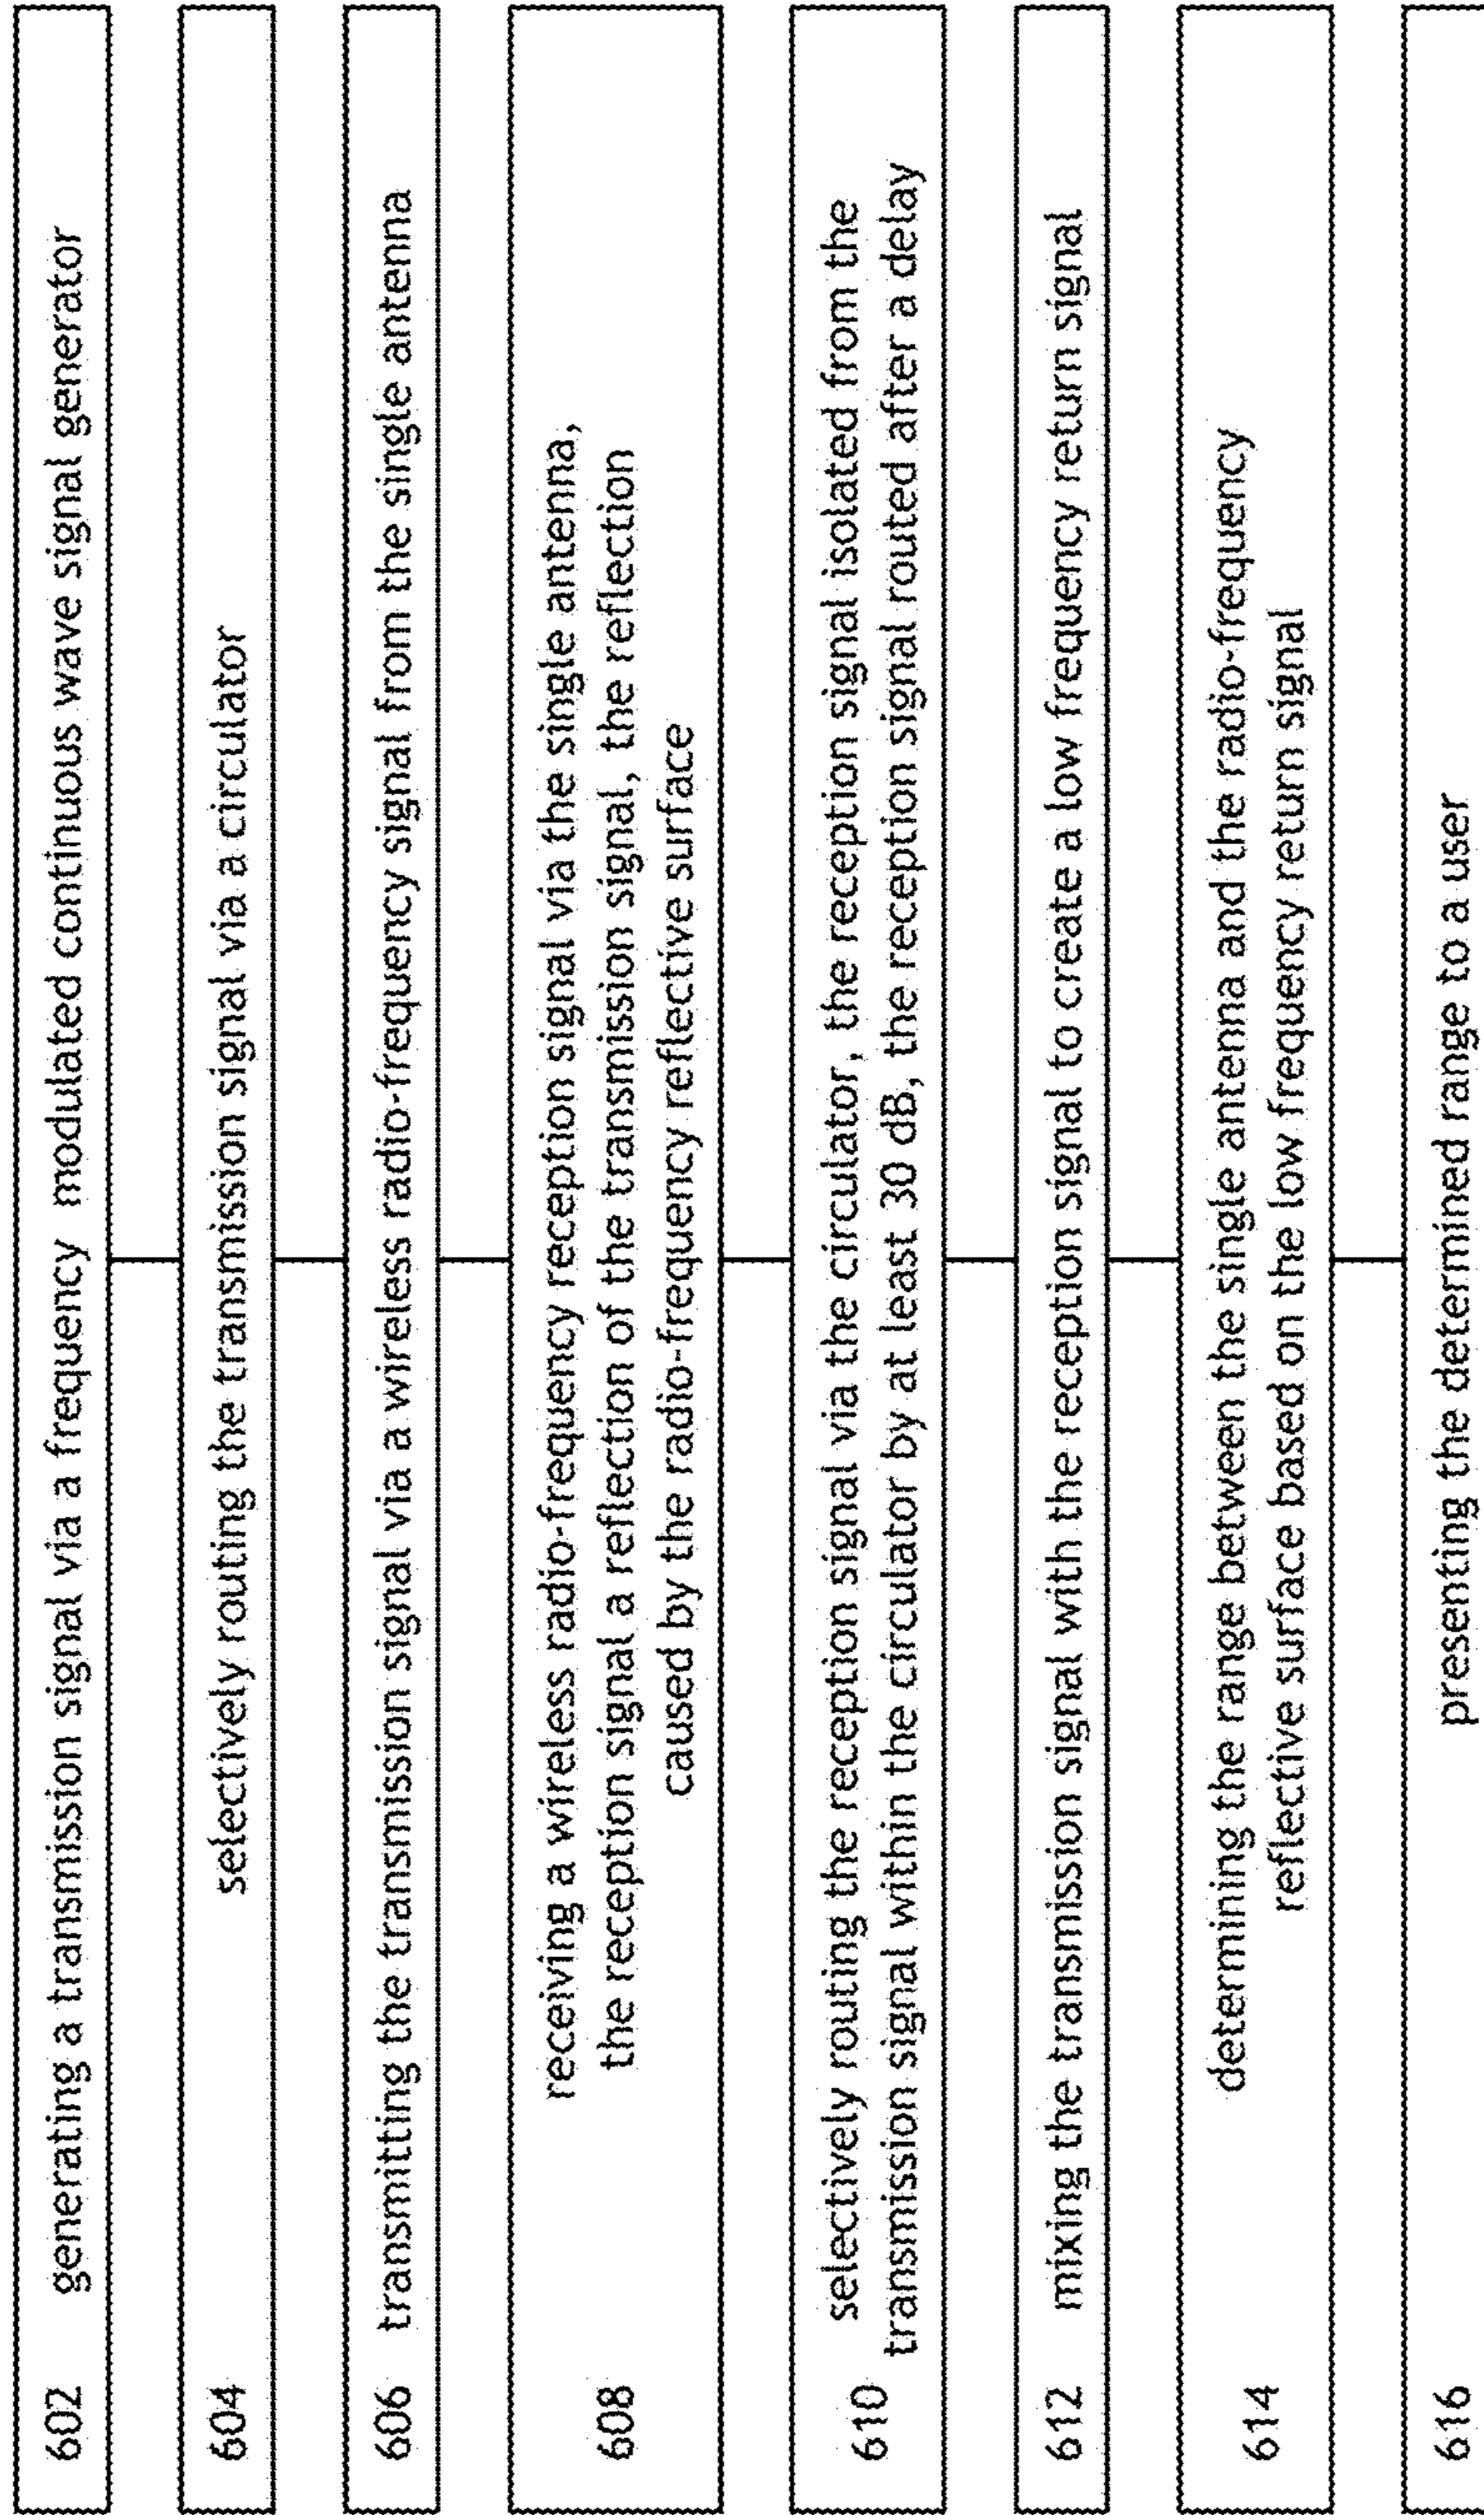 602 generating a transmission signal via a frequency modulated continuous wave signal generator
604 selectively routing the transmission signal via a circulator
606 transmitting the transmission signal via a wireless radio-frequency signal from the single antenna
608 receiving a wireless radio-frequency reception signal via the single antenna,
the reception signal a reflection of the transmission signal, the reflection
caused by the radio-frequency reflective surface
610 selectively routing the reception signal via the circulator, the reception signal isolated from the
transmission signal within the circulator by at least 30 dB, the reception signal routed after a delay
612 mixing the transmission signal with the reception signal to create a low frequency return signal
614 determining the range between the single antenna and the radio-frequency
reflective surface based on the low frequency return signal
616 presenting the determined range to a user